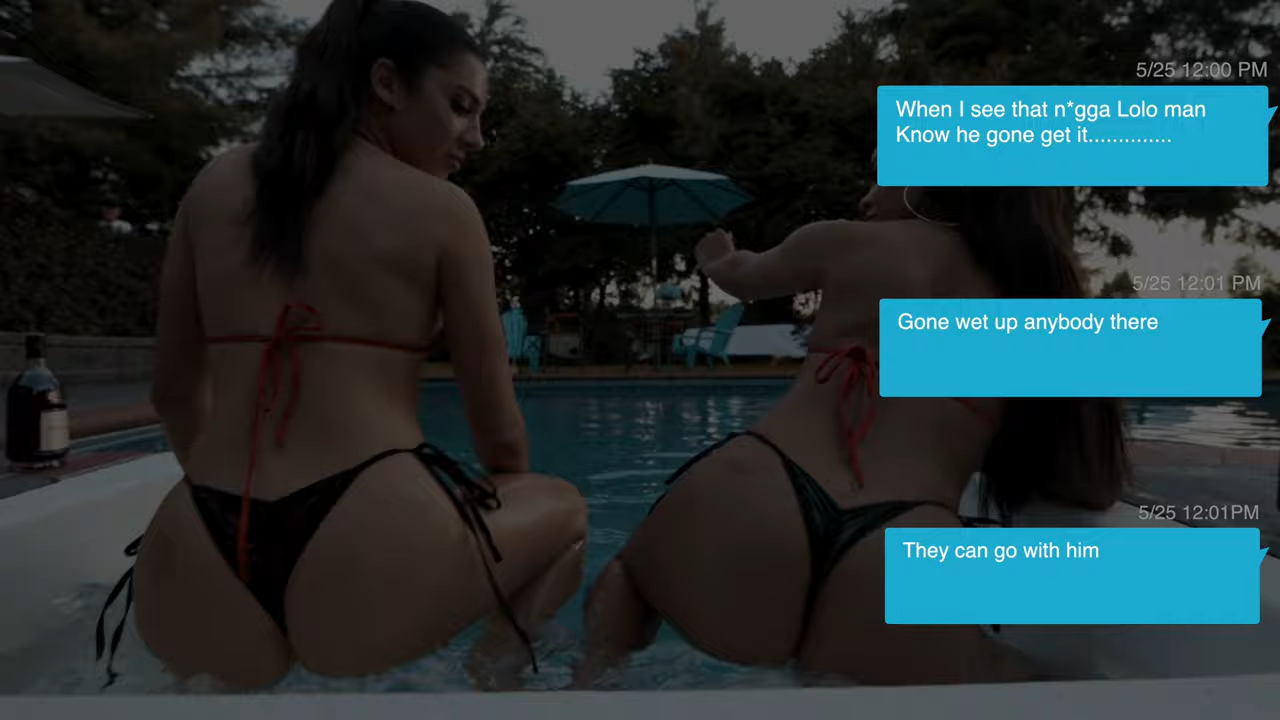 5/25 12:00 PM
When I see that n*gga Lolo man
Know he gone get it..............
5/25 12:01 PM
Gone wet up anybody there
5/25 12:01PM
They can go with him